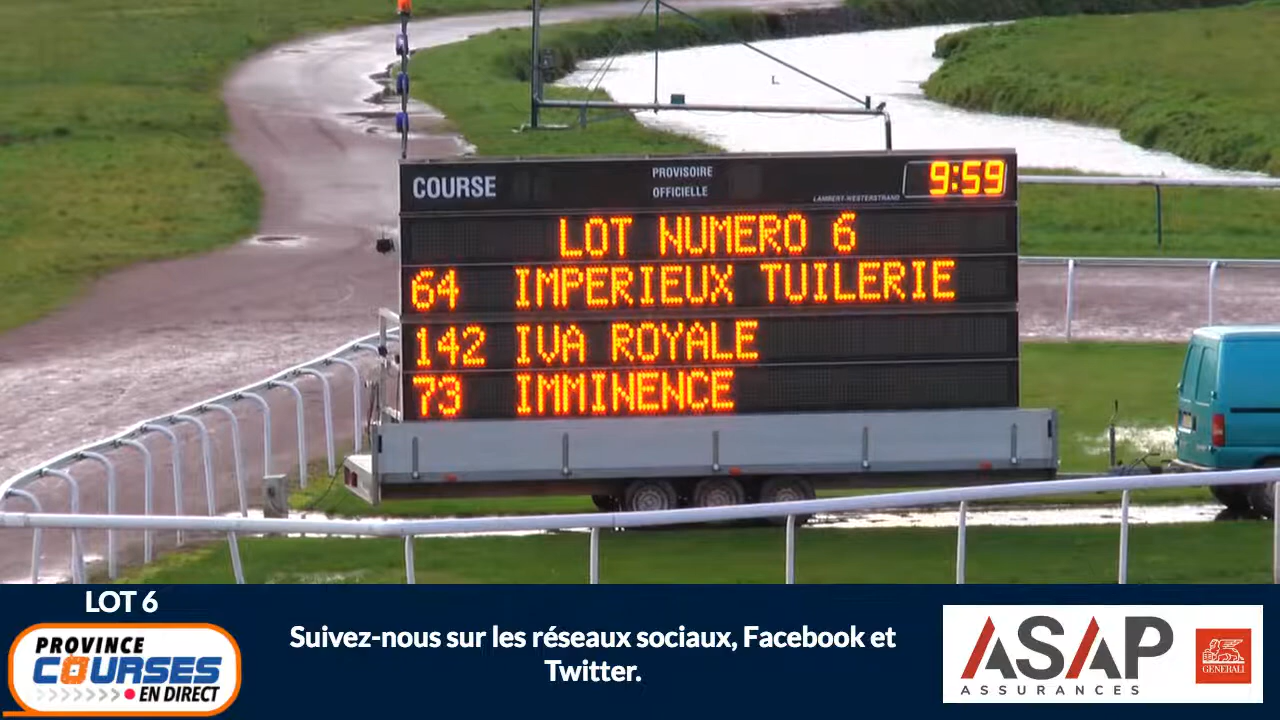 COURSE
PROVISOIRE
OFFICIELLE
LAMBERT-WESTERSTRAND
9:59
LOT NUMERO 6
64 IMPERIEUX TUILERIE
142 IVA ROYALE
73 IMMINENCE
LOT 6
PROVINCE
COURSES
EN DIRECT
Suivez-nous sur les réseaux sociaux, Facebook et
Twitter.
ASAP
ASSURANCES
GENERALI